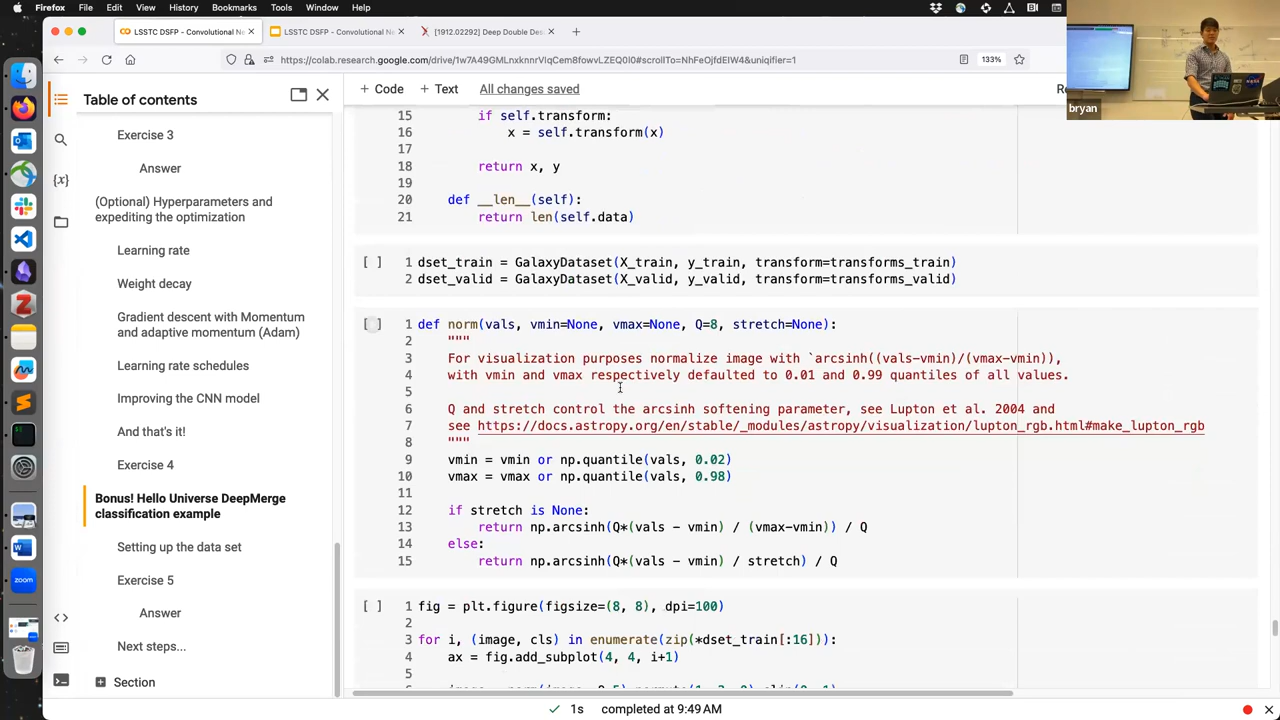 Firefox File Edit View History Bookmarks Tools Window Help
LSSTC DSFP - Convolutional Ne
LSSTC DSFP - Convolutional Ne
[1912.02292] Deep Double Des
https://colab.research.google.com/drive/1w7A49GMLnxknnrVlqCem8fowvLZEQ0I0#scrollTo=NhFeOjfdEIW4&uniqifier=1
133%
bryan
Table of contents
Exercise 3
Answer
(Optional) Hyperparameters and
expediting the optimization
Learning rate
Weight decay
Gradient descent with Momentum
and adaptive momentum (Adam)
Learning rate schedules
Improving the CNN model
And that's it!
Exercise 4
Bonus! Hello Universe DeepMerge
classification example
Setting up the data set
Exercise 5
Answer
Next steps...
Section
+ Code + Text All changes saved
15 if self.transform:
16 x = self.transform(x)
17
18 return x, y
19
20 def __len__(self):
21 return len(self.data)
[ ] 1 dset_train = GalaxyDataset(X_train, y_train, transform=transforms_train)
2 dset_valid = GalaxyDataset(X_valid, y_valid, transform=transforms_valid)
1 def norm(vals, vmin=None, vmax=None, Q=8, stretch=None):
2 """
3 For visualization purposes normalize image with `arcsinh((vals-vmin)/(vmax-vmin)),
4 with vmin and vmax respectively defaulted to 0.01 and 0.99 quantiles of all values.
5
6 Q and stretch control the arcsinh softening parameter, see Lupton et al. 2004 and
7 see https://docs.astropy.org/en/stable/_modules/astropy/visualization/lupton_rgb.html#make_lupton_rgb
8 """
9 vmin = vmin or np.quantile(vals, 0.02)
10 vmax = vmax or np.quantile(vals, 0.98)
11
12 if stretch is None:
13 return np.arcsinh(Q*(vals - vmin) / (vmax-vmin)) / Q
14 else:
15 return np.arcsinh(Q*(vals - vmin) / stretch) / Q
[ ] 1 fig = plt.figure(figsize=(8, 8), dpi=100)
2
3 for i, (image, cls) in enumerate(zip(*dset_train[:16])):
4 ax = fig.add_subplot(4, 4, i+1)
5
1s completed at 9:49 AM
zoom